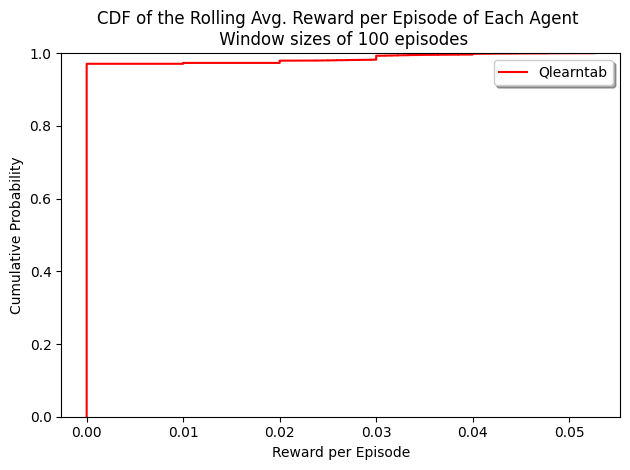 CDF of the Rolling Avg. Reward per Episode of Each Agent
Window sizes of 100 episodes
Qlearntab
Cumulative Probability
1.0
0.8
0.6
0.4
0.2
0.0
0.00 0.01 0.02 0.03 0.04 0.05
Reward per Episode